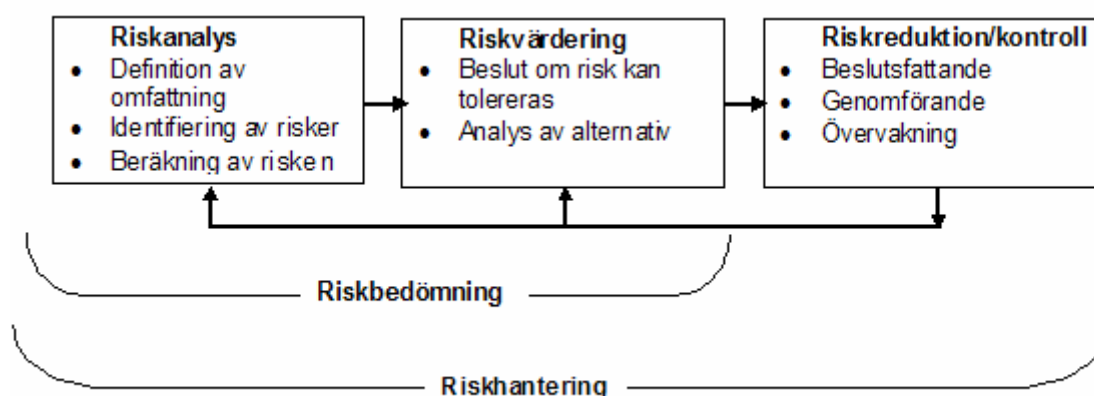 Riskanalys
• Definition av
omfattning
• Identifiering av risker
• Beräkning av risken
Riskvärdering
• Beslut om risk kan
tolereras
• Analys av alternativ
Riskreduktion/kontroll
• Beslutsfattande
• Genomförande
• Övervakning
Riskbedömning
Riskhantering